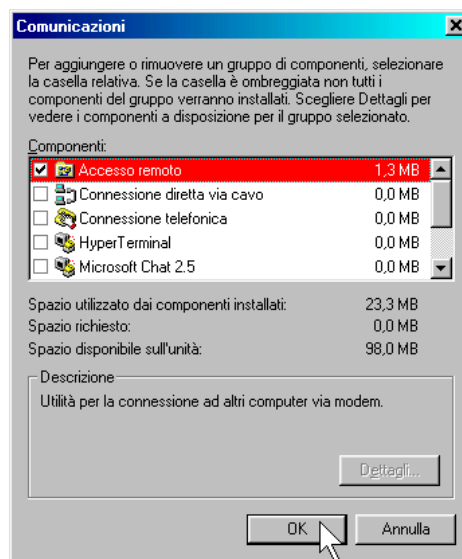 Comunicazioni
Per aggiungere o rimuovere un gruppo di componenti, selezionare
la casella relativa. Se la casella è ombreggiata non tutti i
componenti del gruppo verranno installati. Scegliere Dettagli per
vedere i componenti a disposizione per il gruppo selezionato.
Componenti:
Accesso remoto 1,3 MB
Connessione diretta via cavo 0,0 MB
Connessione telefonica 0,0 MB
HyperTerminal 0,0 MB
Microsoft Chat 2.5 0,0 MB
Spazio utilizzato dai componenti installati: 23,3 MB
Spazio richiesto: 0,0 MB
Spazio disponibile sull'unità: 98,0 MB
Descrizione
Utilità per la connessione ad altri computer via modem.
Dettagli...
OK Annulla